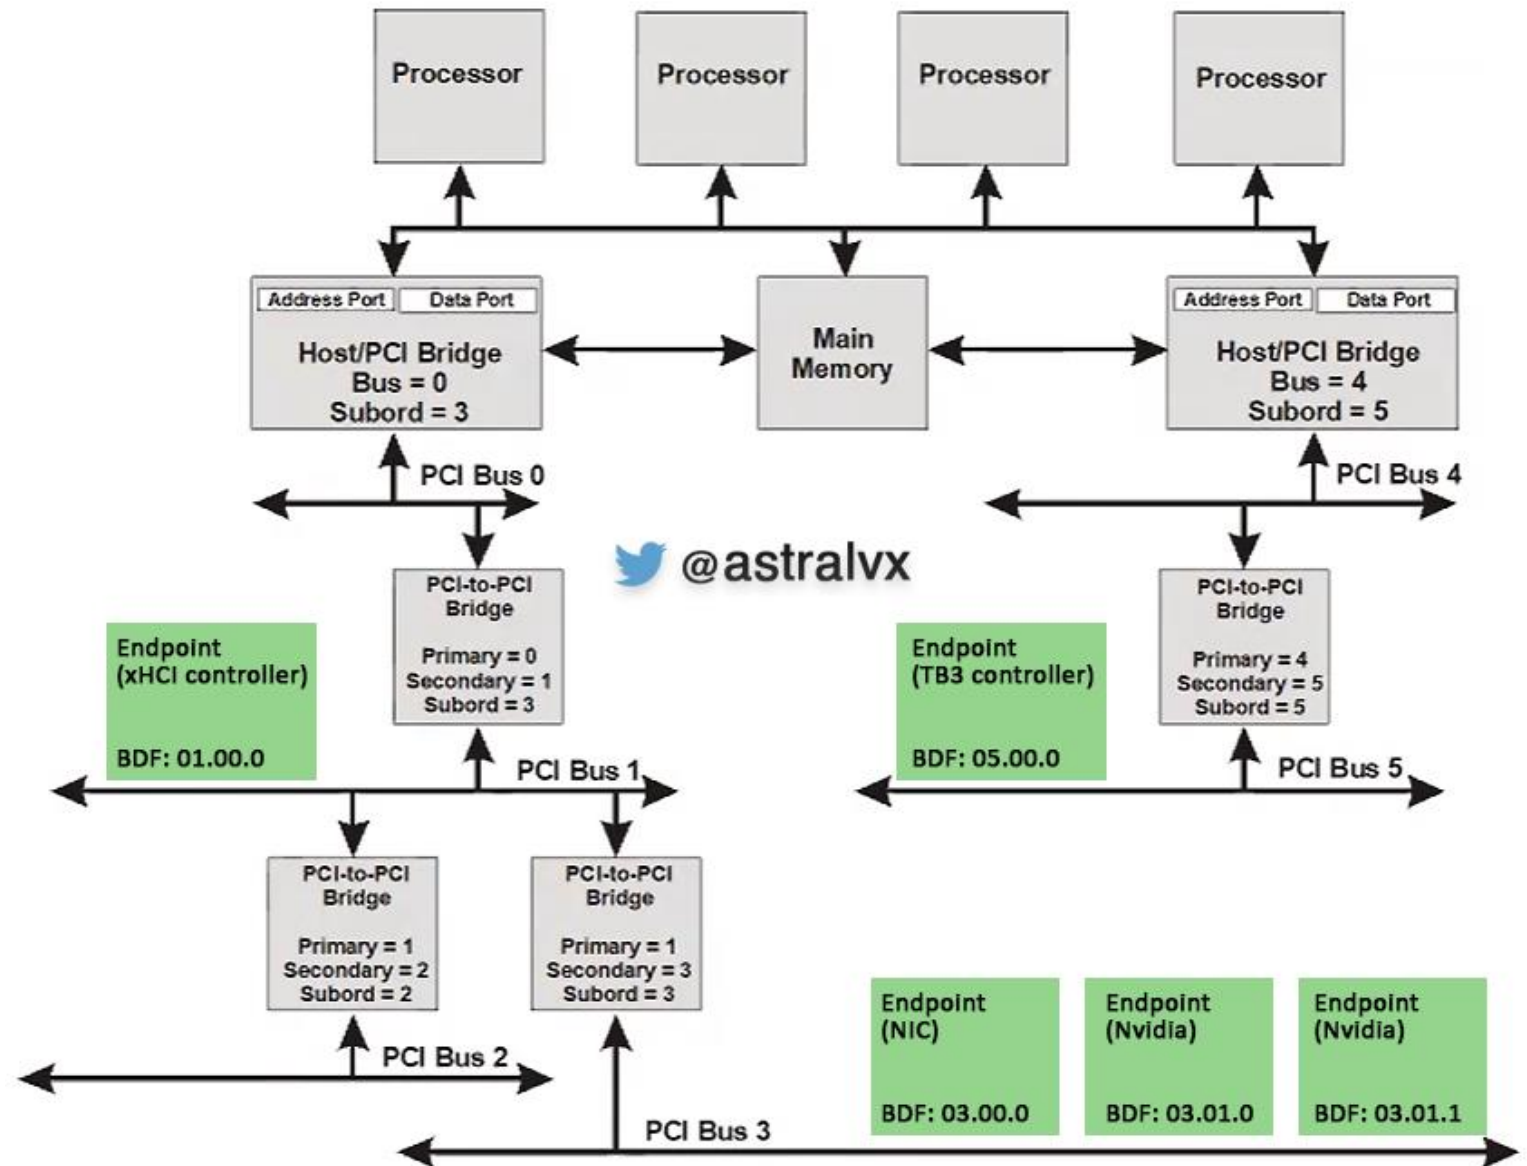 Processor
Processor
Processor
Processor
Address Port
Data Port
Host/PCI Bridge
Bus = 0
Subord = 3
Main
Memory
Address Port
Data Port
Host/PCI Bridge
Bus = 4
Subord = 5
PCI Bus 0
PCI Bus 4
@astralvx
PCI-to-PCI
Bridge
Primary = 0
Secondary = 1
Subord = 3
PCI-to-PCI
Bridge
Primary = 4
Secondary = 5
Subord = 5
Endpoint
(xHCI controller)
BDF: 01.00.0
Endpoint
(TB3 controller)
BDF: 05.00.0
PCI Bus 1
PCI Bus 5
PCI-to-PCI
Bridge
Primary = 1
Secondary = 2
Subord = 2
PCI-to-PCI
Bridge
Primary = 1
Secondary = 3
Subord = 3
Endpoint
(NIC)
BDF: 03.00.0
Endpoint
(Nvidia)
BDF: 03.01.0
Endpoint
(Nvidia)
BDF: 03.01.1
PCI Bus 2
PCI Bus 3